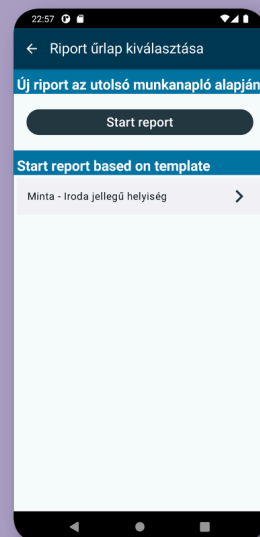 22:57
Riport űrlap kiválasztása
Új riport az utolsó munkanapló alapján
Start report
Start report based on template
Minta - Iroda jellegű helyiség